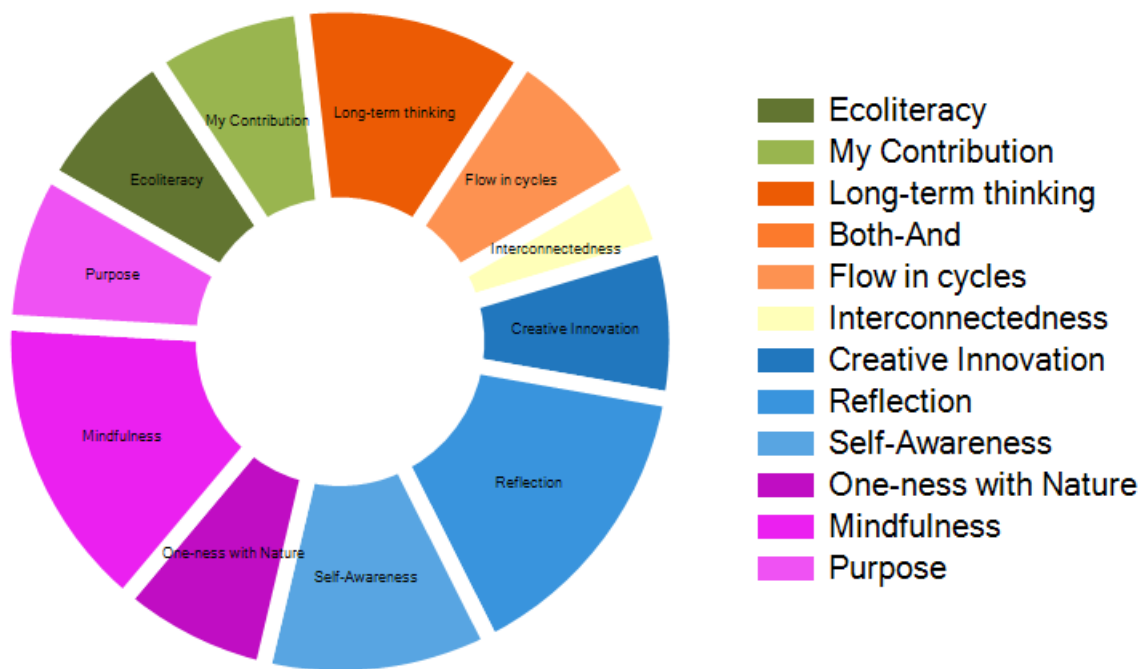 Long-term thinking
My Contribution
Flow in cycles
Ecoliteracy
Interconnectedness
Purpose
Creative Innovation
Mindfulness
Reflection
One-ness with Nature
Self-Awareness
Ecoliteracy
My Contribution
Long-term thinking
Both-And
Flow in cycles
Interconnectedness
Creative Innovation
Reflection
Self-Awareness
One-ness with Nature
Mindfulness
Purpose